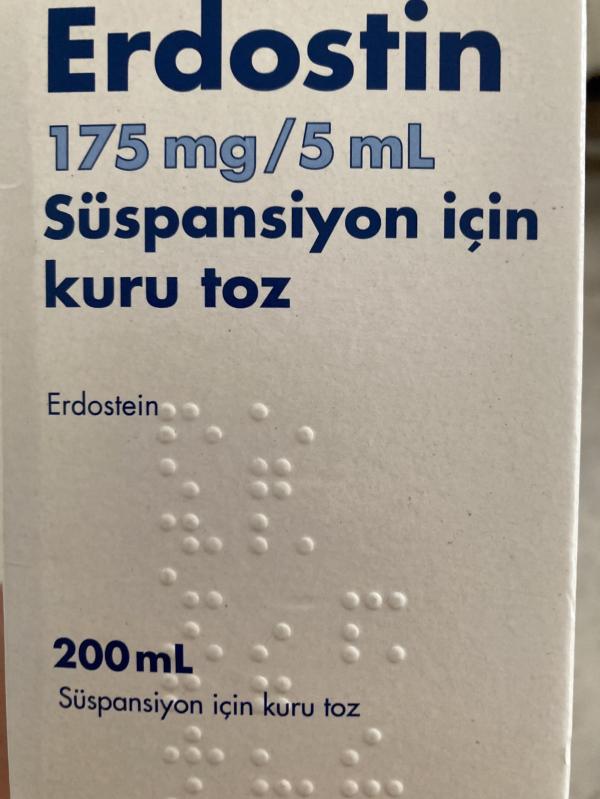 Erdostin
175 mg/5 mL
Süspansiyon için
kuru toz
Erdostein
200 mL
Süspansiyon için kuru toz